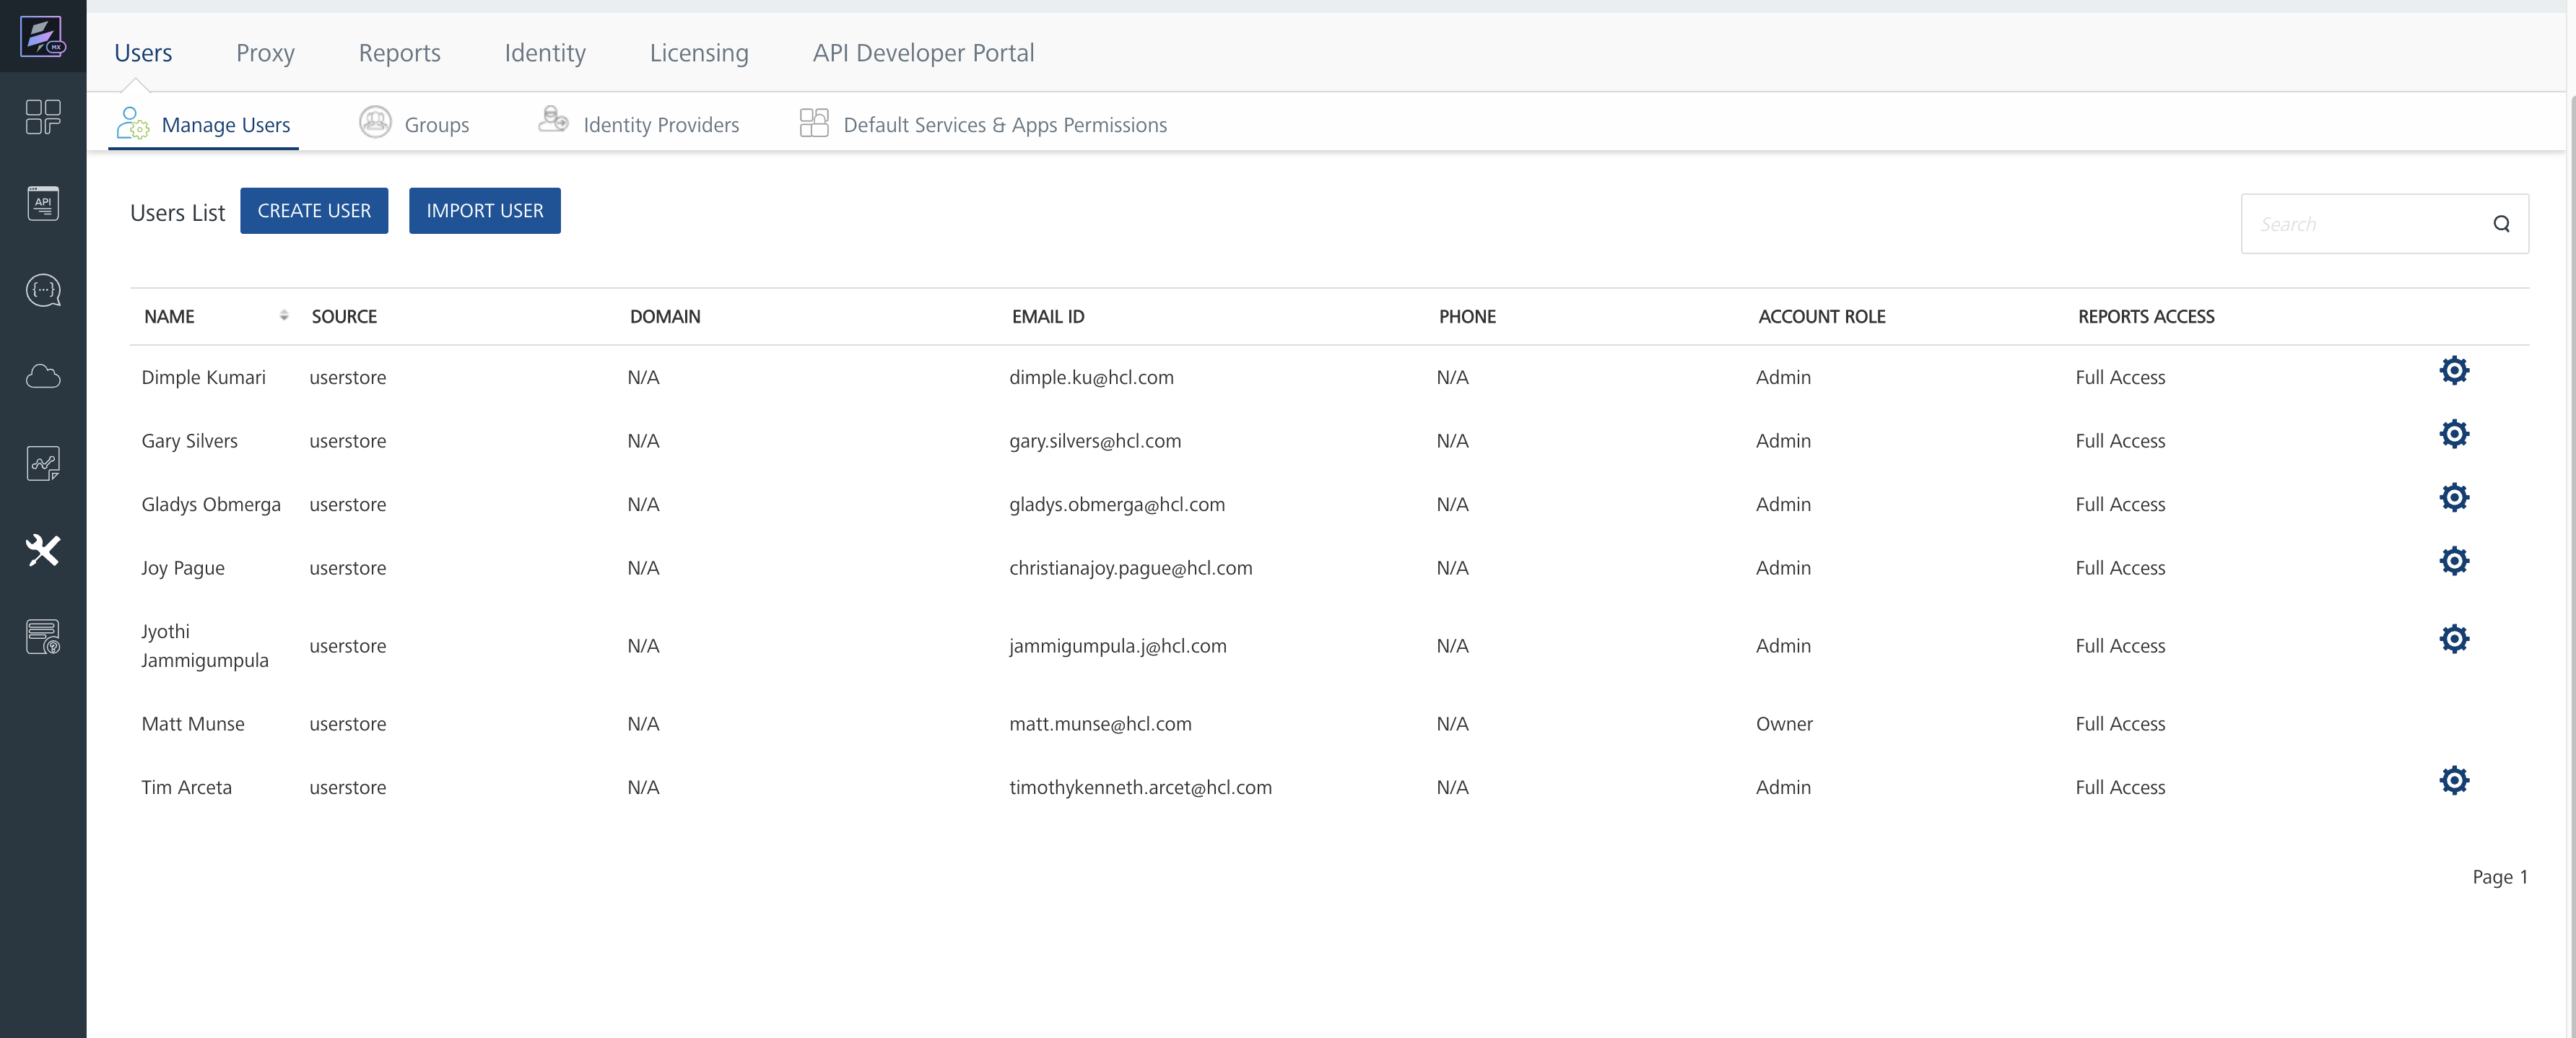 MX
Users Proxy Reports Identity Licensing API Developer Portal
Manage Users Groups Identity Providers Default Services & Apps Permissions
API
{...}
Users List CREATE USER IMPORT USER Search
NAME SOURCE DOMAIN EMAIL ID PHONE ACCOUNT ROLE REPORTS ACCESS
Dimple Kumari userstore N/A dimple.ku@hcl.com N/A Admin Full Access
Gary Silvers userstore N/A gary.silvers@hcl.com N/A Admin Full Access
Gladys Obmerga userstore N/A gladys.obmerga@hcl.com N/A Admin Full Access
Joy Pague userstore N/A christianajoy.pague@hcl.com N/A Admin Full Access
Jyothi
Jammigumpula userstore N/A jammigumpula.j@hcl.com N/A Admin Full Access
Matt Munse userstore N/A matt.munse@hcl.com N/A Owner Full Access
Tim Arceta userstore N/A timothykenneth.arcet@hcl.com N/A Admin Full Access
Page 1